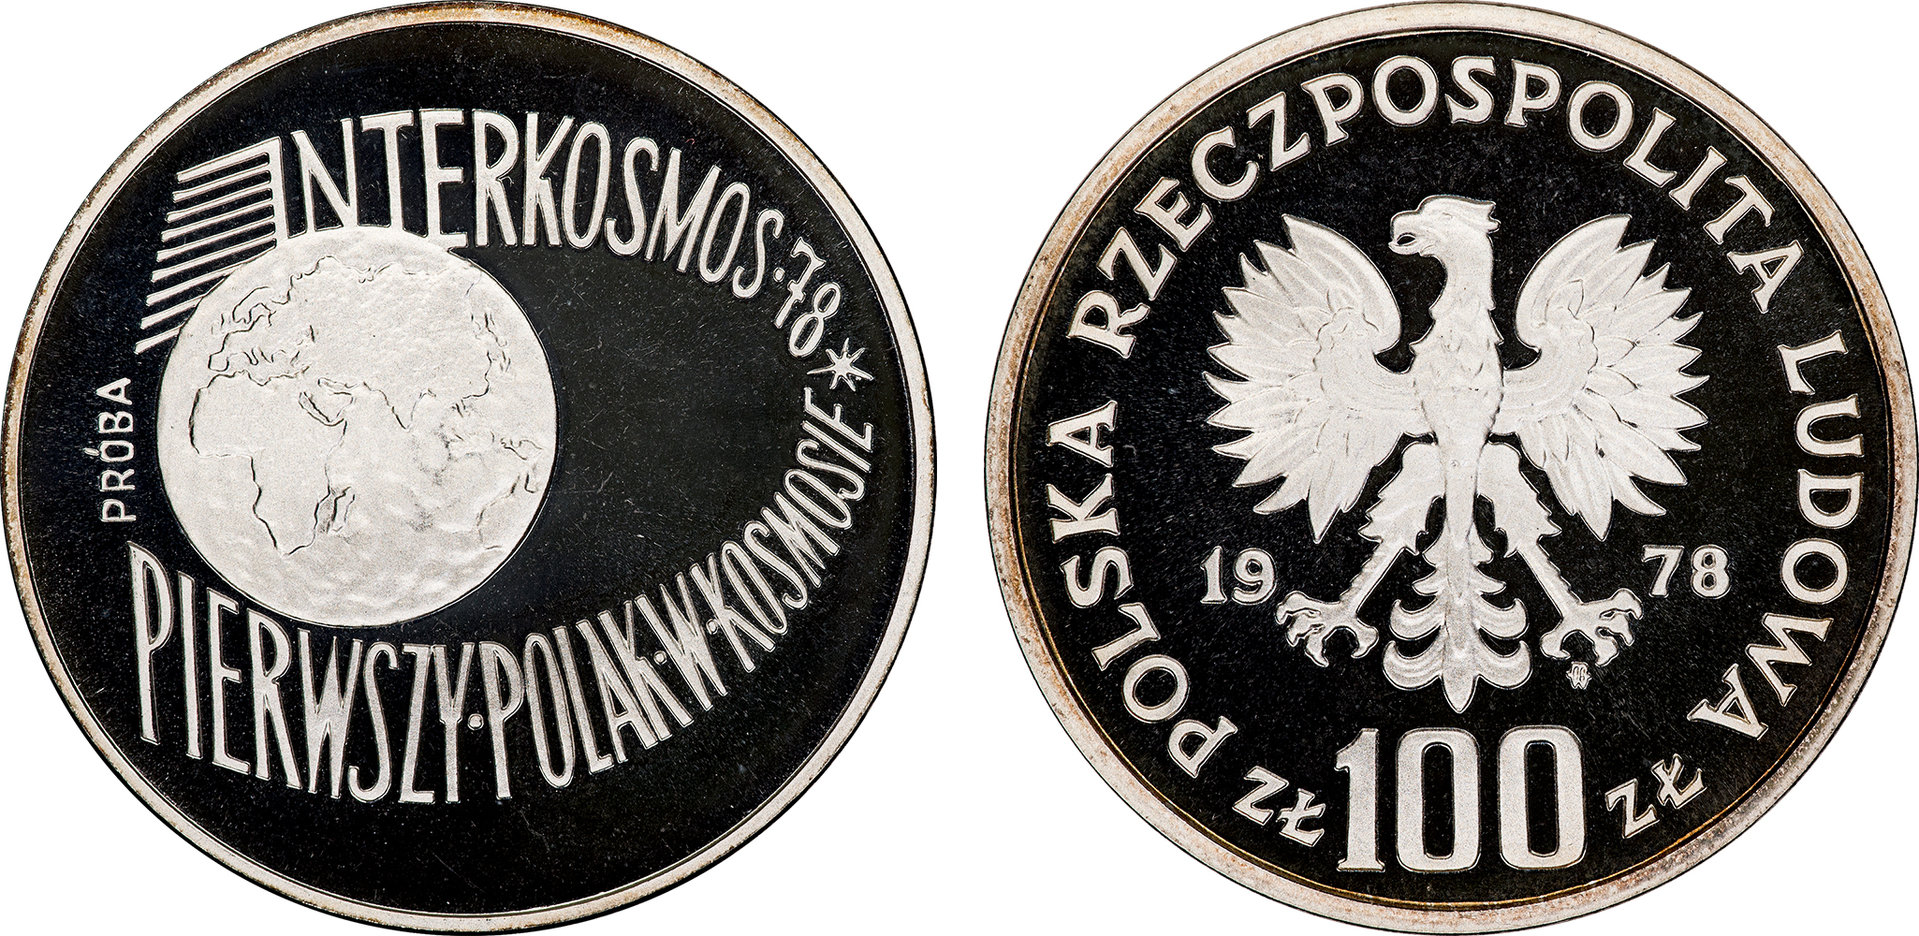 INTERKOSMOS·78
PRÓBA
PIERWSZY·POLAK·W·KOSMOSIE
POLSKA RZECZPOSPOLITA LUDOWA
19 78
ZŁ 100 ZŁ